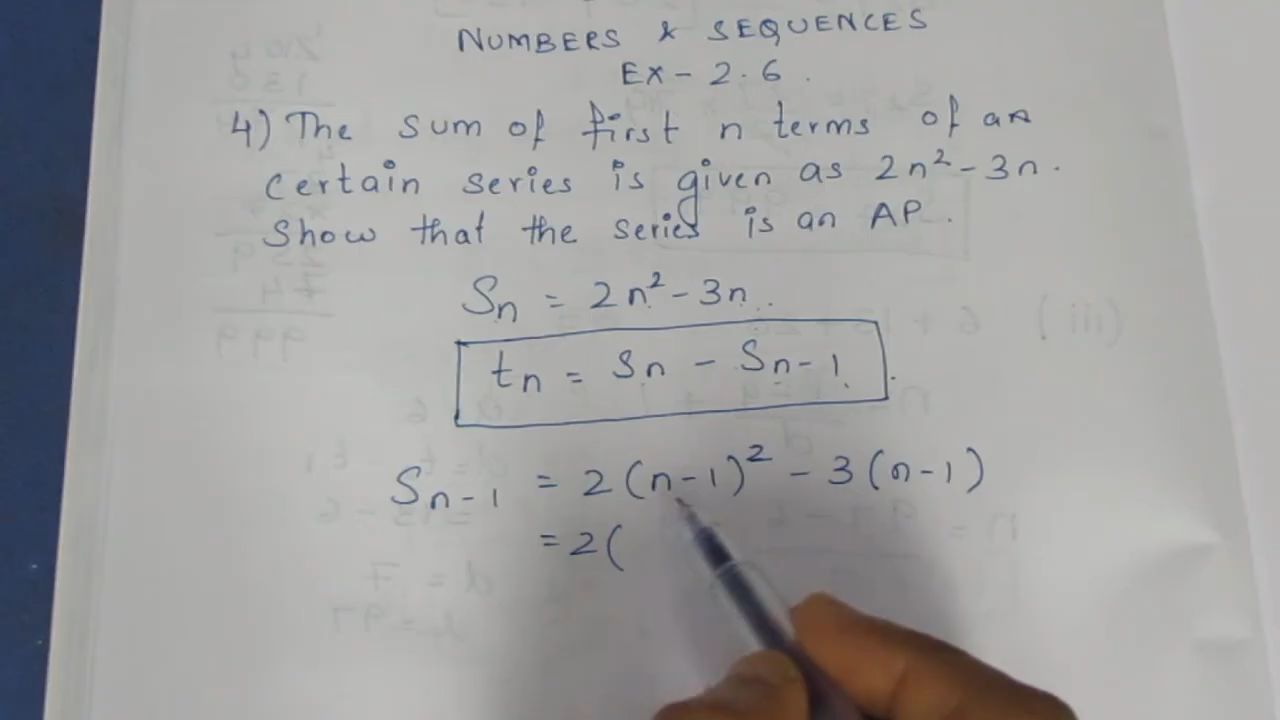 NUMBERS & SEQUENCES
EX - 2.6.
4) The sum of first n terms of an
certain series is given as 2n² - 3n.
Show that the series is an AP.
Sn = 2n² - 3n.
tn = Sn - Sn-1.
Sn-1 = 2(n-1)² - 3(n-1)
= 2(